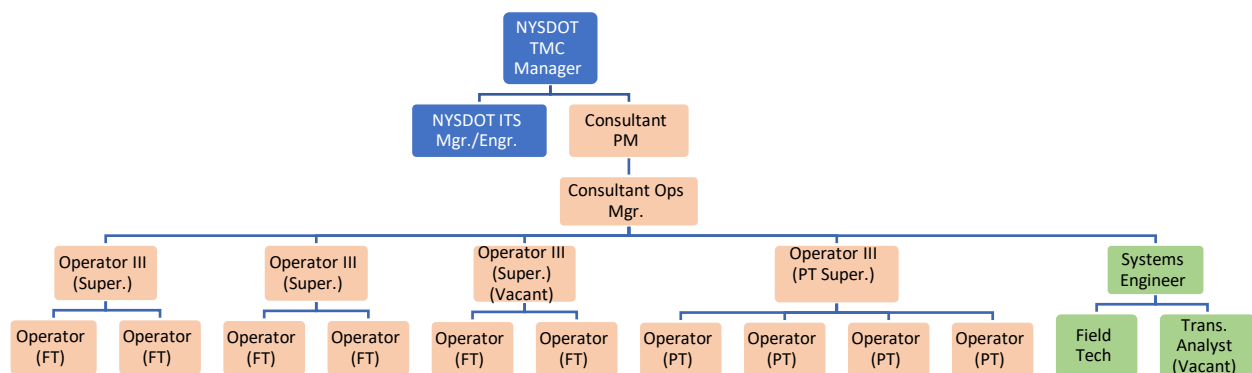 NYSDOT
TMC
Manager
NYSDOT ITS
Mgr./Engr.
Consultant
PM
Consultant Ops
Mgr.
Operator III
(Super.)
Operator III
(Super.)
Operator III
(Super.)
(Vacant)
Operator III
(PT Super.)
Systems
Engineer
Operator
(FT)
Operator
(FT)
Operator
(FT)
Operator
(FT)
Operator
(FT)
Operator
(FT)
Operator
(PT)
Operator
(PT)
Operator
(PT)
Operator
(PT)
Field
Tech
Trans.
Analyst
(Vacant)